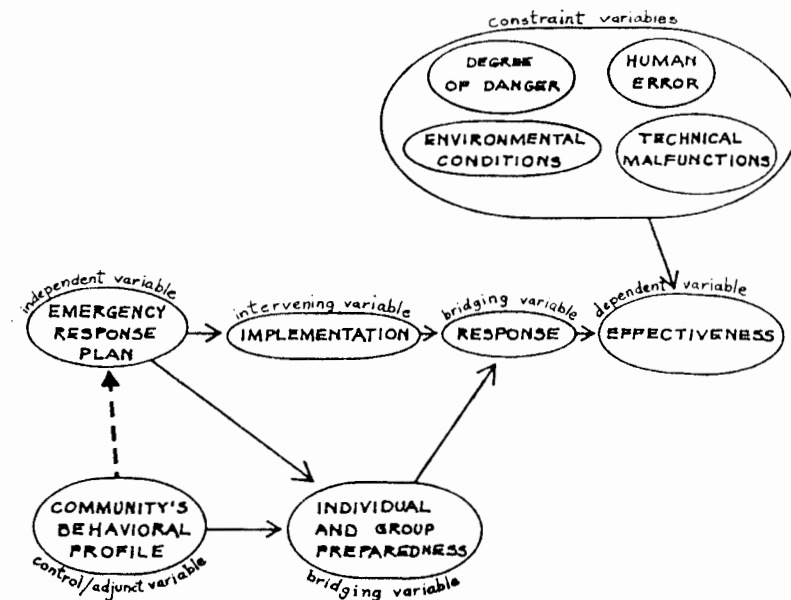 constraint variables
DEGREE
OF DANGER
HUMAN
ERROR
ENVIRONMENTAL
CONDITIONS
TECHNICAL
MALFUNCTIONS
independent variable
EMERGENCY
RESPONSE
PLAN
intervening variable
IMPLEMENTATION
bridging variable
RESPONSE
dependent variable
EFFECTIVENESS
COMMUNITY'S
BEHAVIORAL
PROFILE
control/adjunct variable
INDIVIDUAL
AND GROUP
PREPAREDNESS
bridging variable